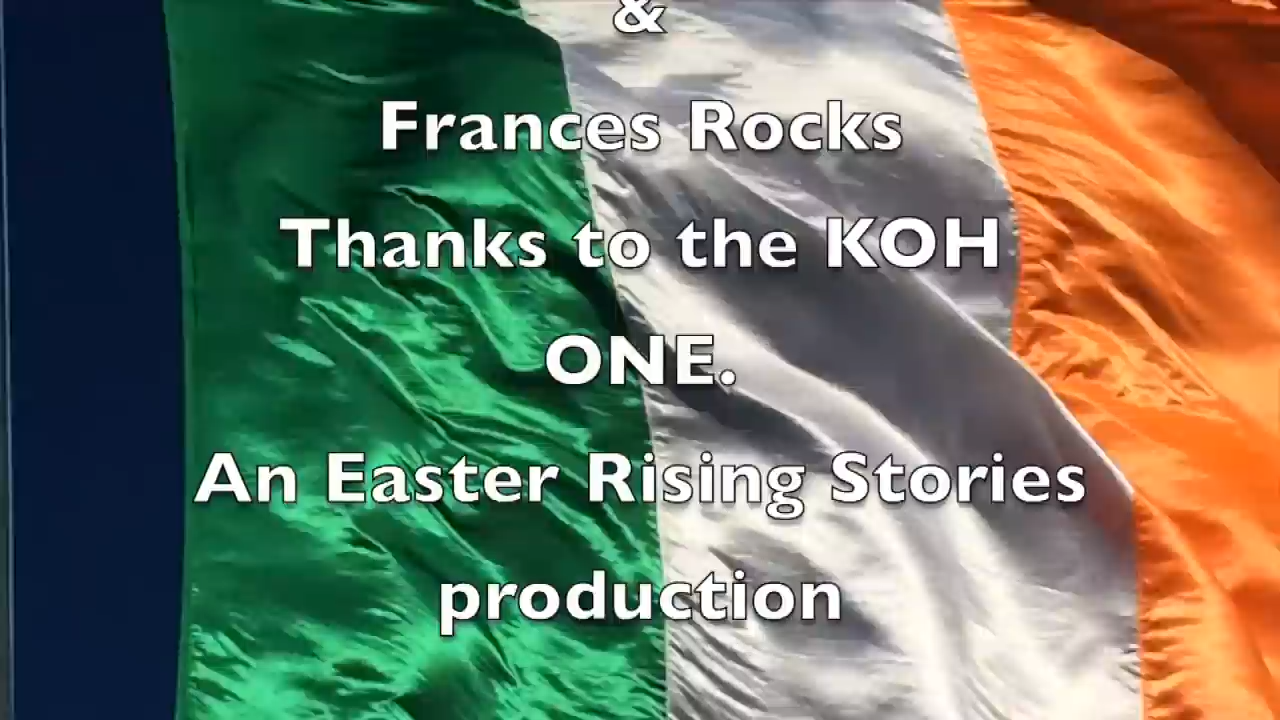 &
Frances Rocks
Thanks to the KOH
ONE.
An Easter Rising Stories
production